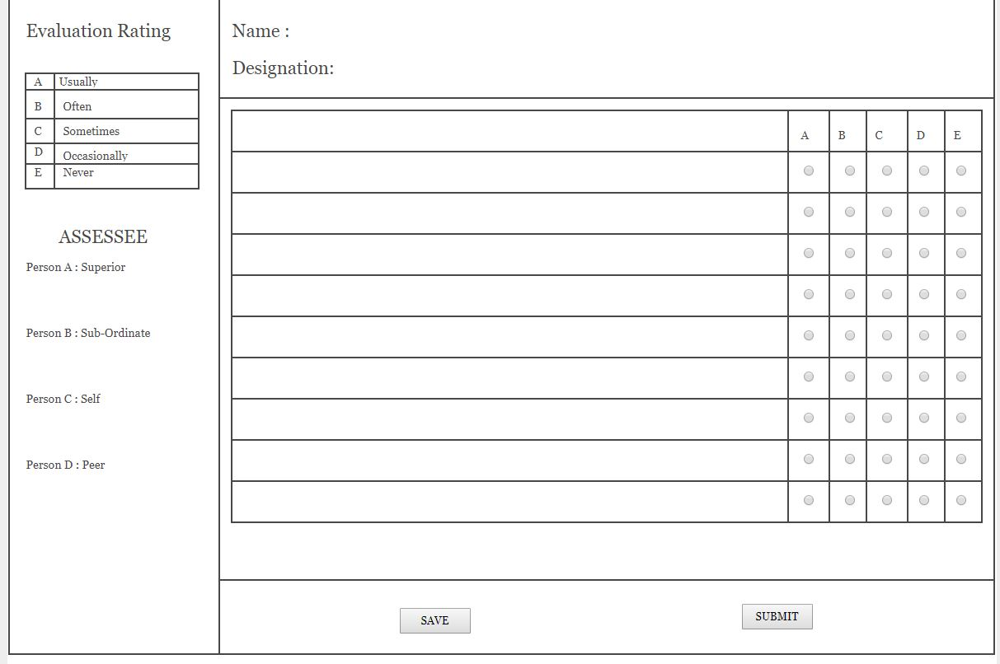 Evaluation Rating
A Usually
B Often
C Sometimes
D Occasionally
E Never
ASSESSEE
Person A : Superior
Person B : Sub-Ordinate
Person C : Self
Person D : Peer
Name :
Designation:
A B C D E
SAVE
SUBMIT